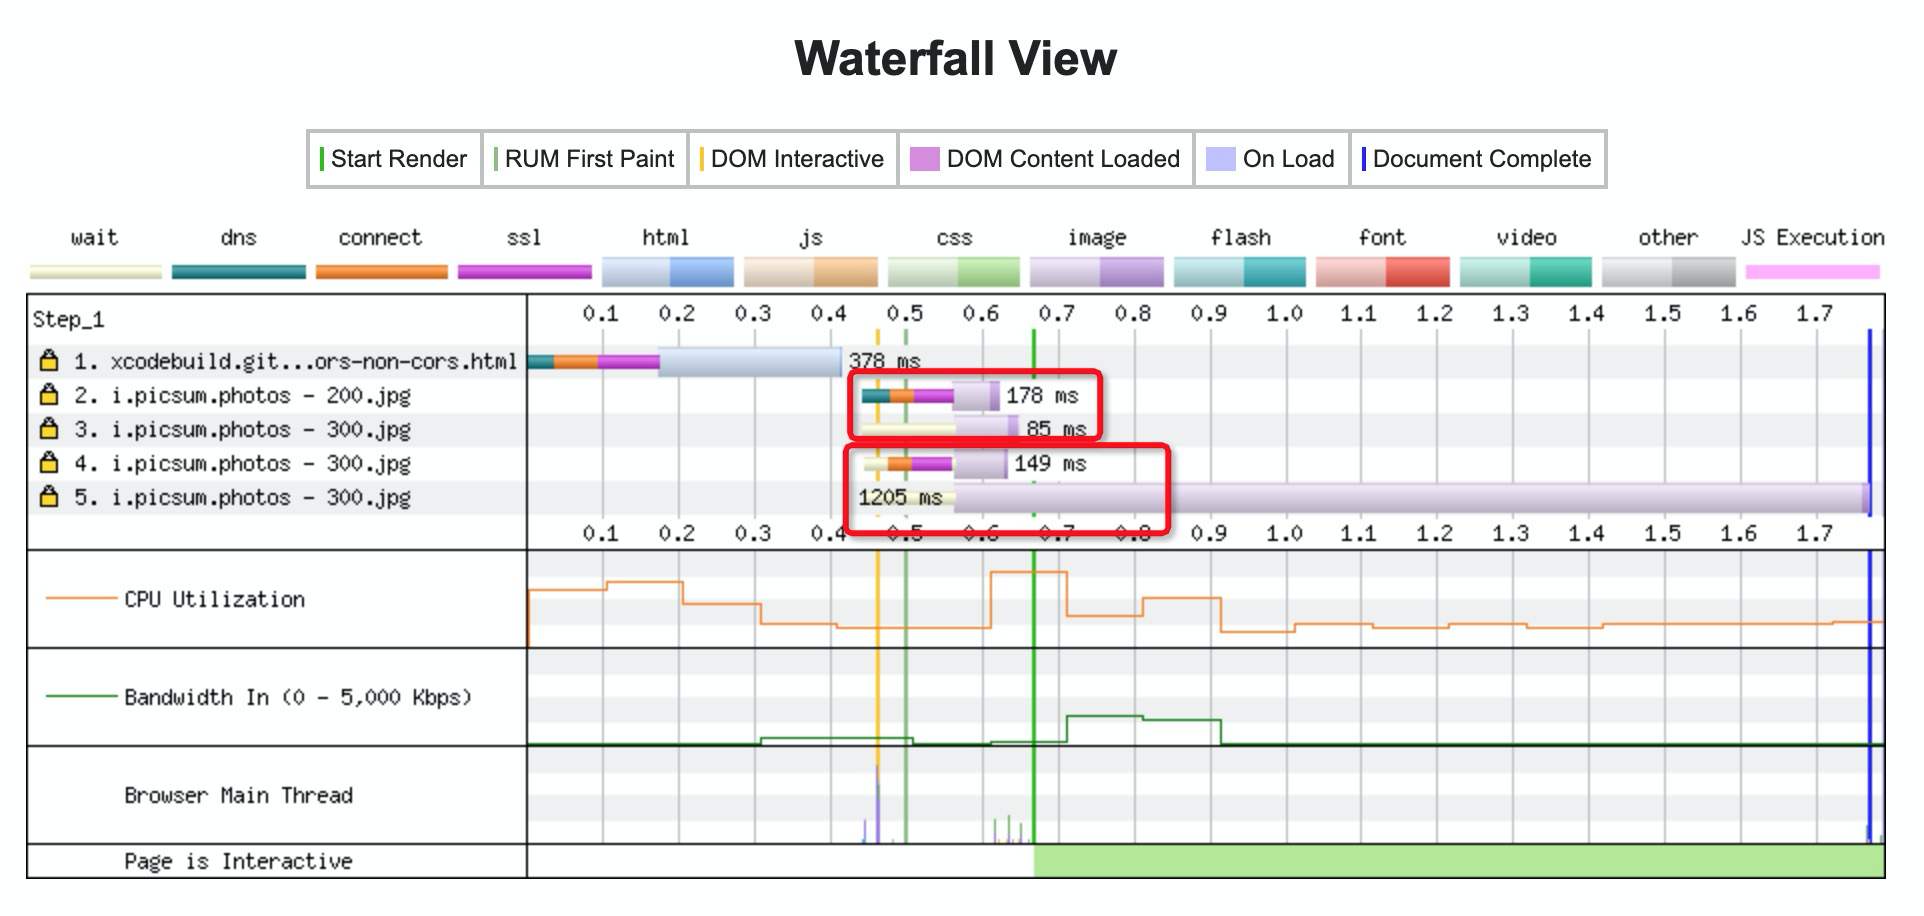 Waterfall View
Start Render RUM First Paint DOM Interactive DOM Content Loaded On Load Document Complete
wait dns connect ssl html js css image flash font video other JS Execution
Step_1 0.1 0.2 0.3 0.4 0.5 0.6 0.7 0.8 0.9 1.0 1.1 1.2 1.3 1.4 1.5 1.6 1.7
1. xcodebuild.git...ors-non-cors.html 378 ms
2. i.picsum.photos - 200.jpg 178 ms
3. i.picsum.photos - 300.jpg 85 ms
4. i.picsum.photos - 300.jpg 149 ms
5. i.picsum.photos - 300.jpg 1205 ms
0.1 0.2 0.3 0.4 0.5 0.6 0.7 0.8 0.9 1.0 1.1 1.2 1.3 1.4 1.5 1.6 1.7
CPU Utilization
Bandwidth In (0 - 5,000 Kbps)
Browser Main Thread
Page is Interactive